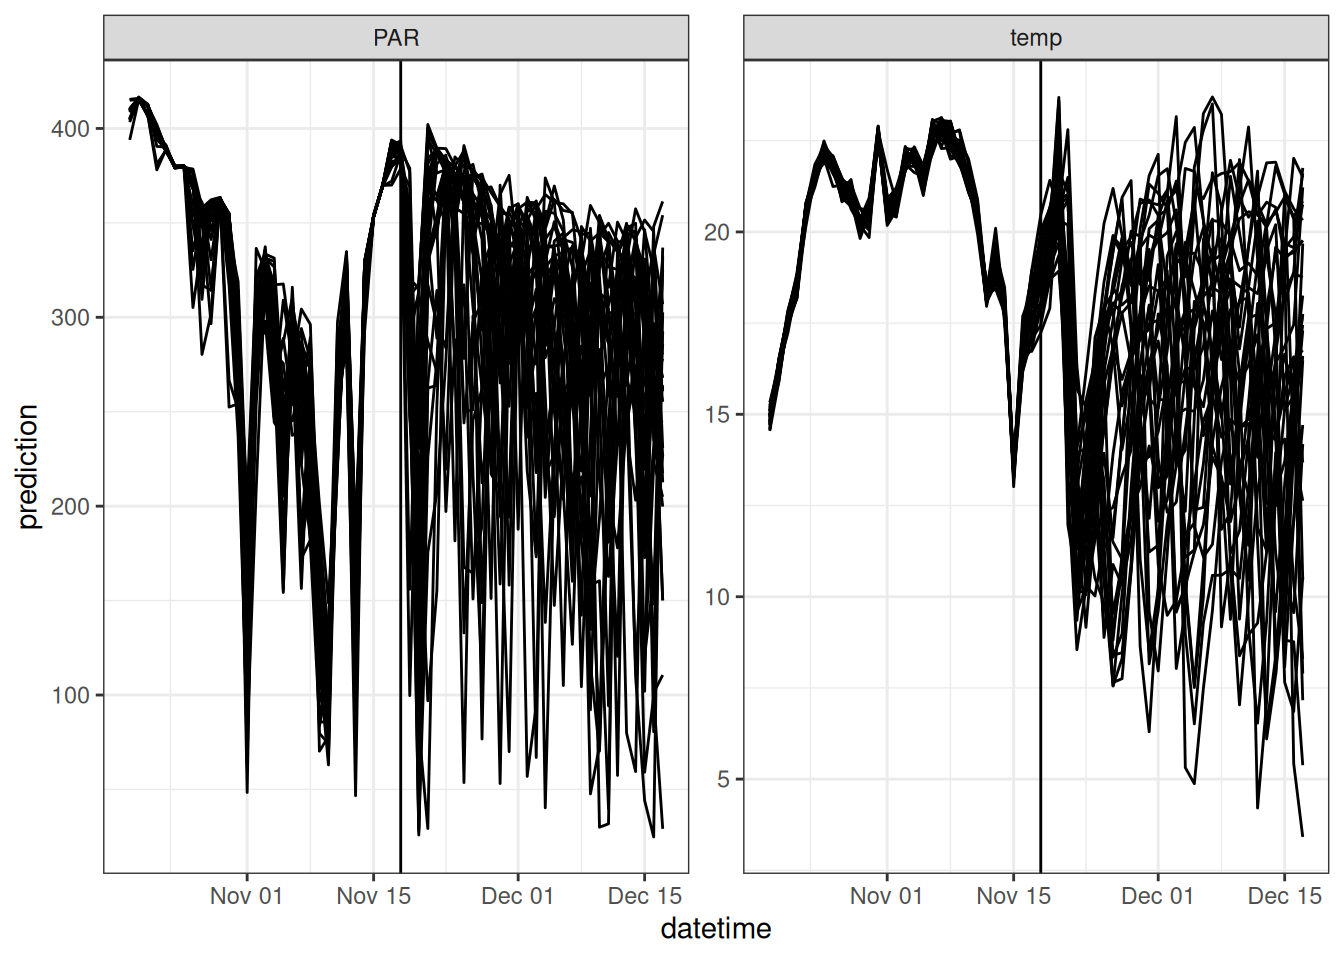 PAR
temp
prediction
400
300
200
100
20
15
10
5
Nov 01
Nov 15
Dec 01
Dec 15
Nov 01
Nov 15
Dec 01
Dec 15
datetime